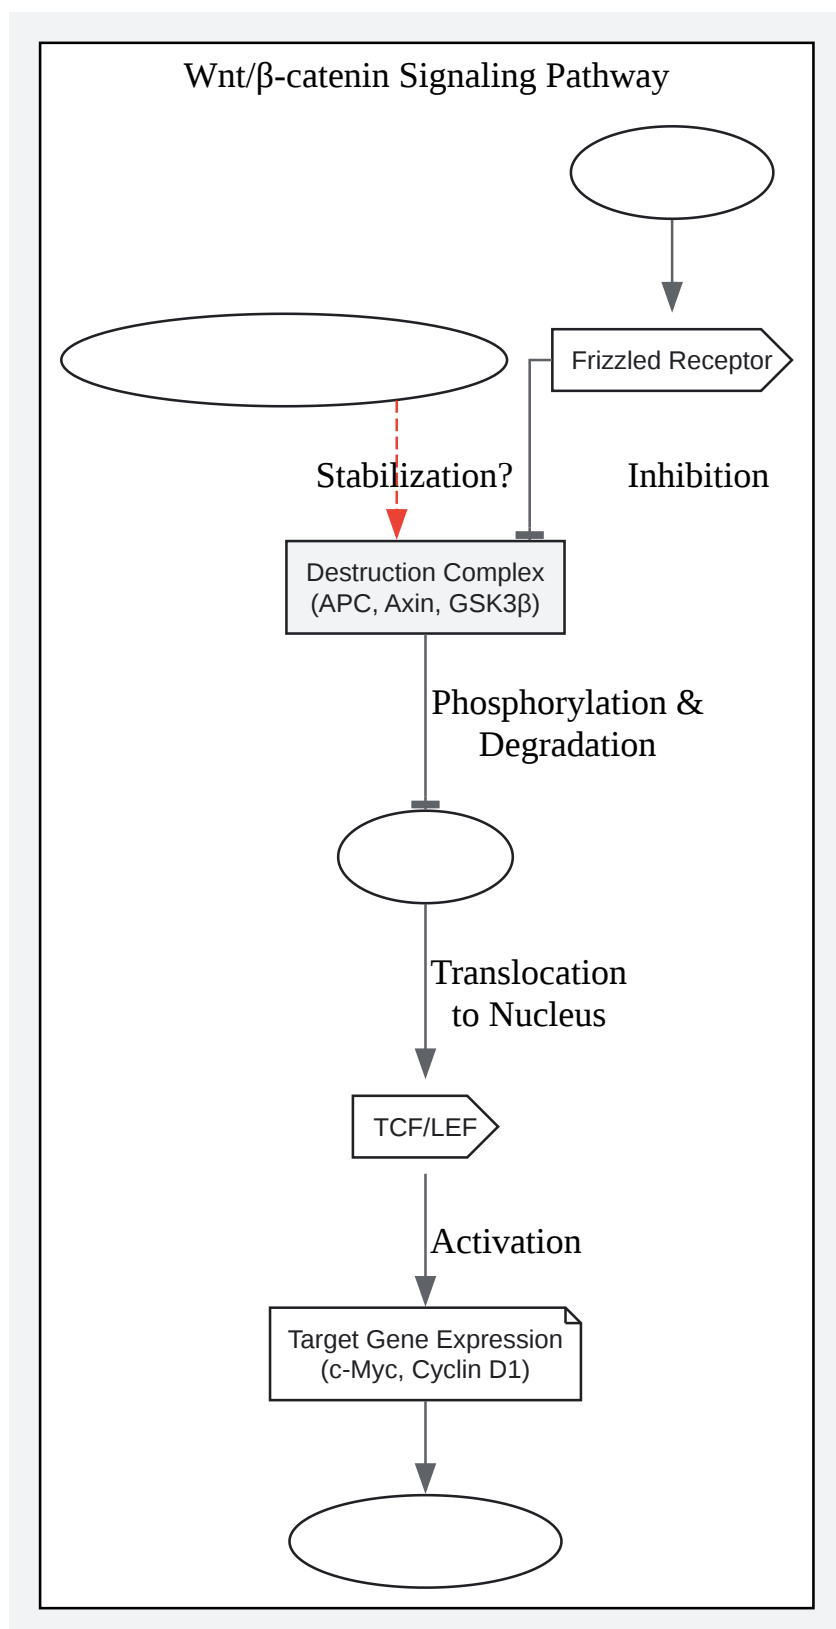 Wnt/β-catenin Signaling Pathway
Frizzled Receptor
Stabilization?
Inhibition
Destruction Complex
(APC, Axin, GSK3β)
Phosphorylation &
Degradation
Translocation
to Nucleus
TCF/LEF
Activation
Target Gene Expression
(c-Myc, Cyclin D1)